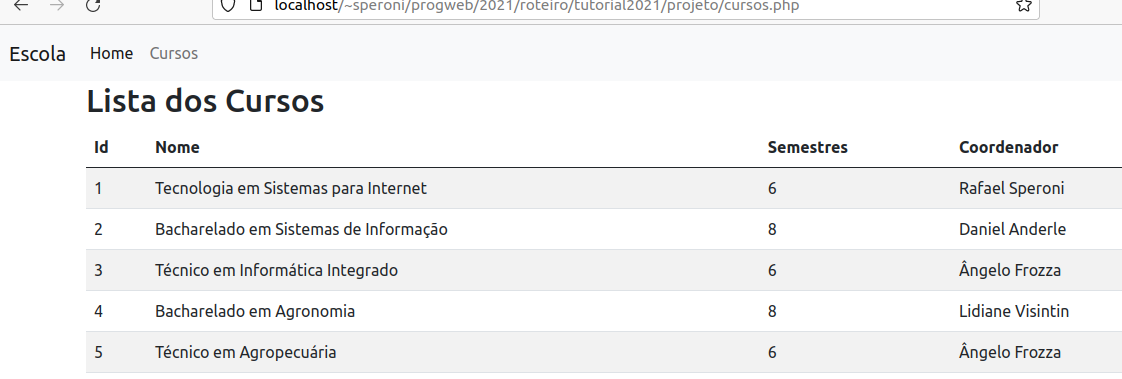 localhost/~speroni/progweb/2021/roteiro/tutorial2021/projeto/cursos.php
Escola Home Cursos
Lista dos Cursos
Id Nome Semestres Coordenador
1 Tecnologia em Sistemas para Internet 6 Rafael Speroni
2 Bacharelado em Sistemas de Informação 8 Daniel Anderle
3 Técnico em Informática Integrado 6 Ângelo Frozza
4 Bacharelado em Agronomia 8 Lidiane Visintin
5 Técnico em Agropecuária 6 Ângelo Frozza